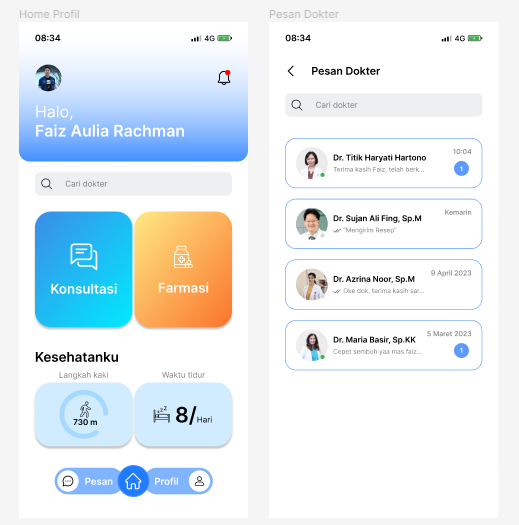 Home Profil
08:34
4G
Halo,
Faiz Aulia Rachman
Cari dokter
Konsultasi
Farmasi
Kesehatanku
Langkah kaki
Waktu tidur
730 m
8/Hari
Pesan
Profil
Pesan Dokter
08:34
4G
Pesan Dokter
Cari dokter
Dr. Titik Haryati Hartono
10:04
Terima kasih Faiz, telah berk...
1
Dr. Sujan Ali Fing, Sp.M
Kemarin
"Mengirim Resep"
Dr. Azrina Noor, Sp.M
9 April 2023
Oke dok, terima kasih sar...
Dr. Maria Basir, Sp.KK
5 Maret 2023
Cepet sembuh yaa mas faiz...
1